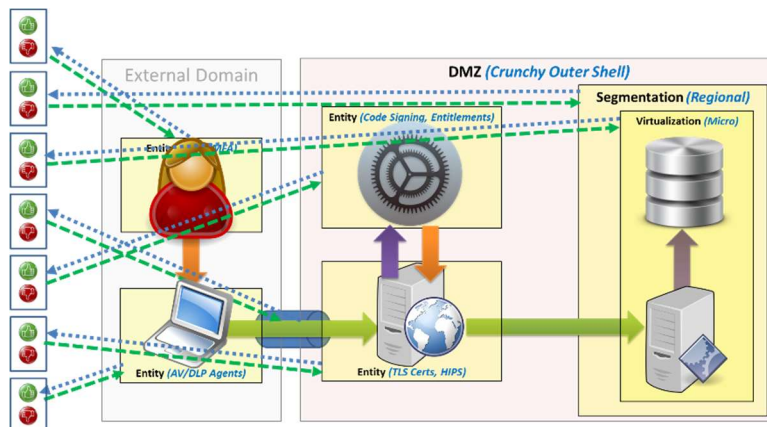 External Domain
DMZ (Crunchy Outer Shell)
Segmentation (Regional)
Entity (Code Signing, Entitlements)
Virtualization (Micro)
Entity (AV/DLP Agents)
Entity (TLS Certs, HIPS)